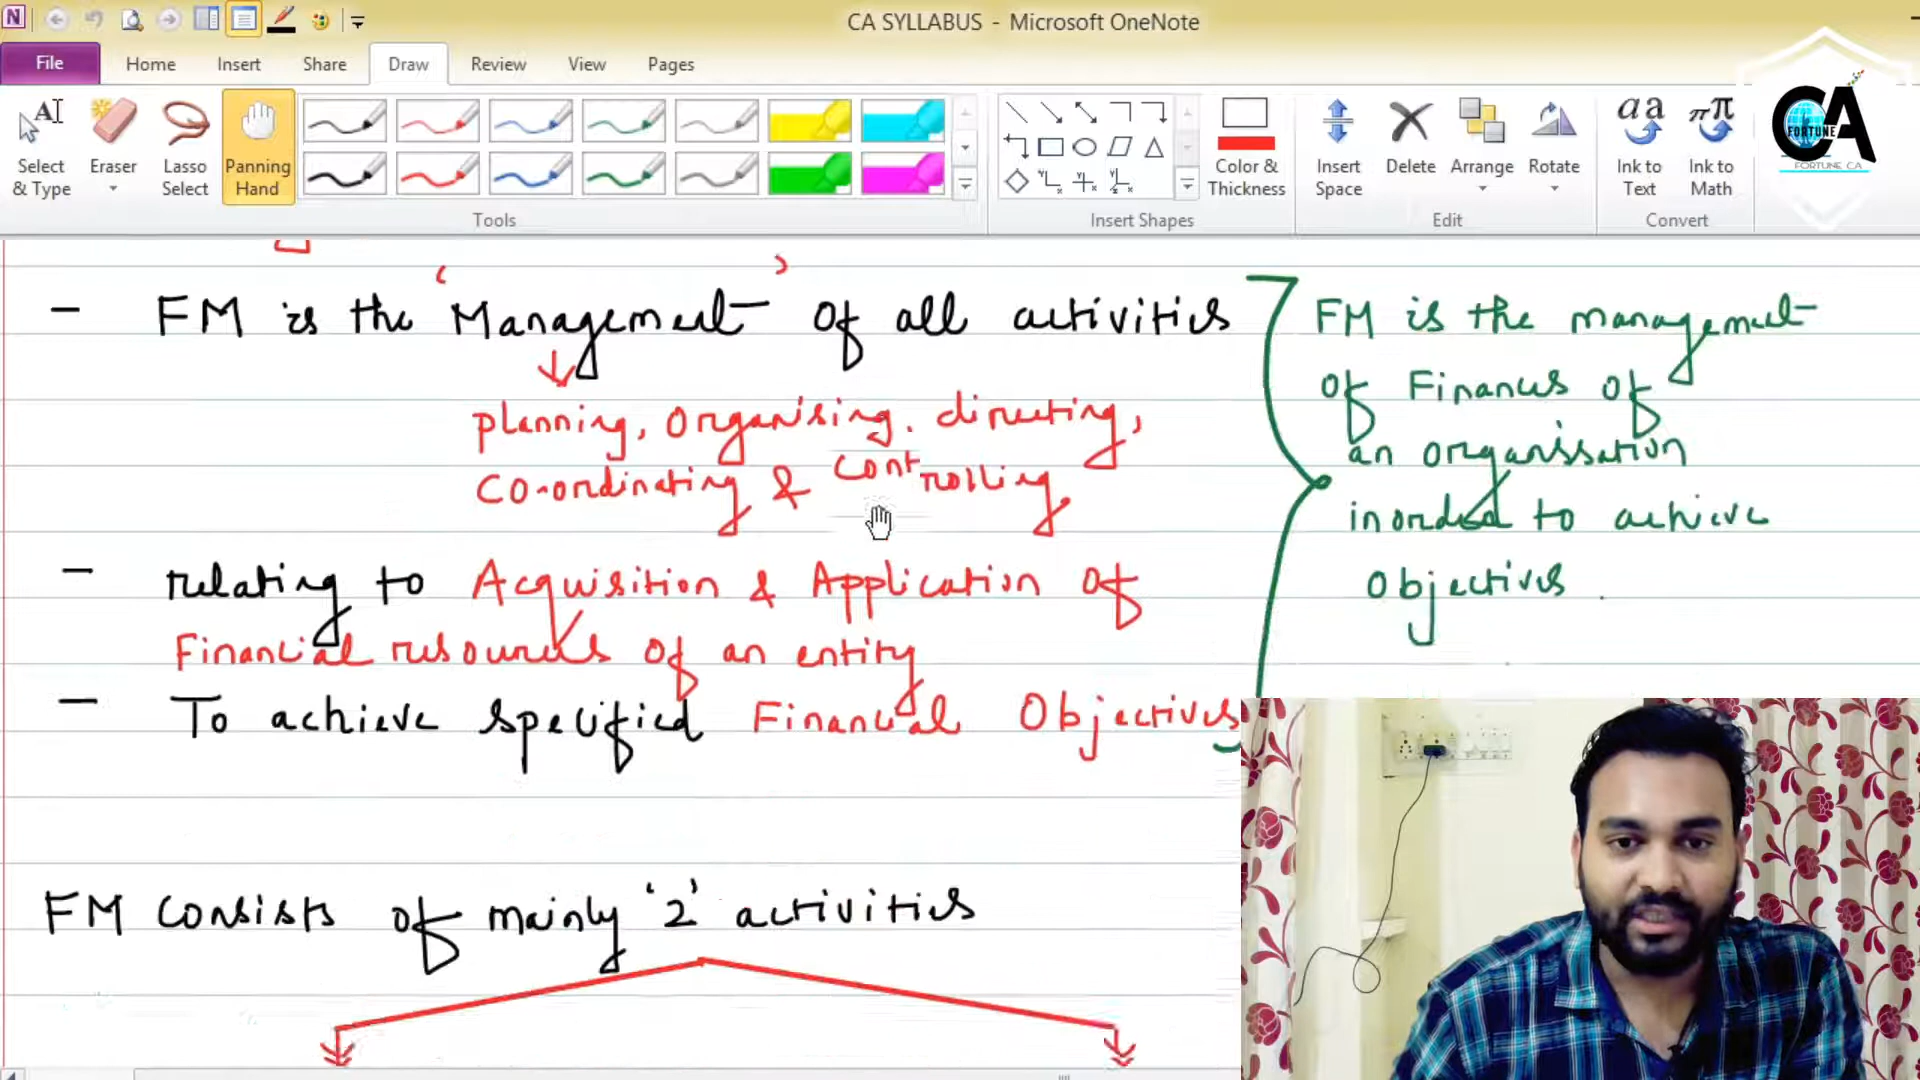 CA SYLLABUS - Microsoft OneNote
File Home Insert Share Draw Review View Pages
Select & Type
Eraser
Lasso Select
Panning Hand
Color & Thickness
Insert Space
Delete
Arrange
Rotate
Ink to Text
Ink to Math
Tools
Insert Shapes
Edit
Convert
CA
FORTUNE
FORTUNE CA
- FM is the 'Management' of all activities
planning, organising, directing,
co-ordinating & controlling.
- relating to Acquisition & Application of
Financial resources of an entity
- To achieve specified Financial Objectives
FM is the management
of Finances of
an organisation
inorder to achieve
Objectives.
FM consists of mainly '2' activities